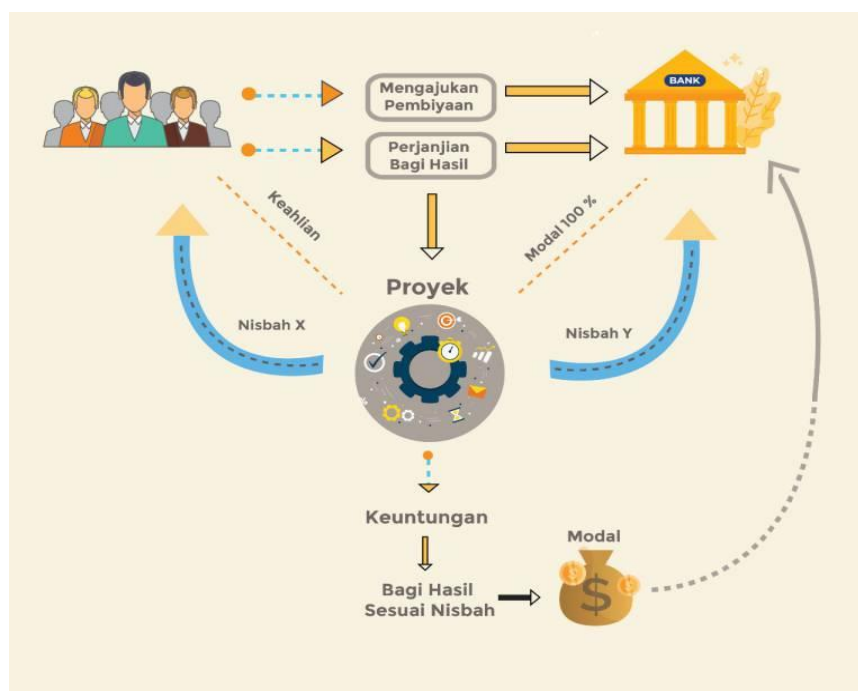 Mengajukan
Pembiyaan
BANK
Perjanjian
Bagi Hasil
Keahlian
Modal 100 %
Proyek
Nisbah X
Nisbah Y
Keuntungan
Modal
Bagi Hasil
Sesuai Nisbah
$